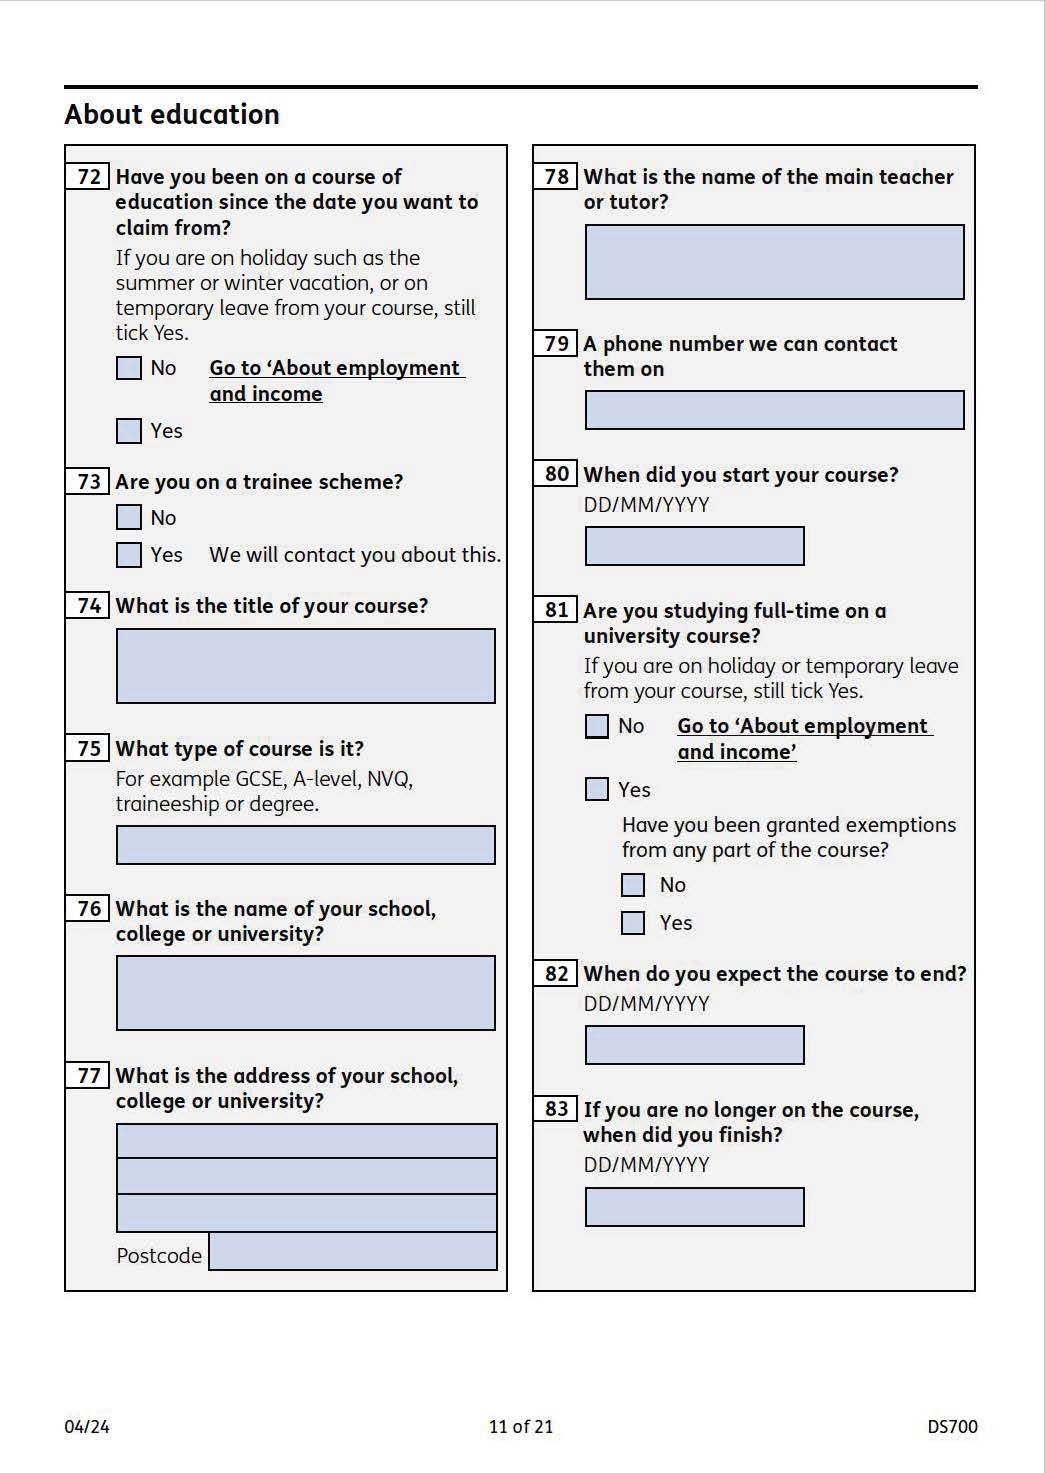 About education
72 Have you been on a course of
education since the date you want to
claim from?
If you are on holiday such as the
summer or winter vacation, or on
temporary leave from your course, still
tick Yes.
No Go to ‘About employment
and income
Yes
73 Are you on a trainee scheme?
No
Yes We will contact you about this.
74 What is the title of your course?
75 What type of course is it?
For example GCSE, A-level, NVQ,
traineeship or degree.
76 What is the name of your school,
college or university?
77 What is the address of your school,
college or university?
Postcode
78 What is the name of the main teacher
or tutor?
79 A phone number we can contact
them on
80 When did you start your course?
DD/MM/YYYY
81 Are you studying full-time on a
university course?
If you are on holiday or temporary leave
from your course, still tick Yes.
No Go to ‘About employment
and income’
Yes
Have you been granted exemptions
from any part of the course?
No
Yes
82 When do you expect the course to end?
DD/MM/YYYY
83 If you are no longer on the course,
when did you finish?
DD/MM/YYYY
04/24 11 of 21 DS700